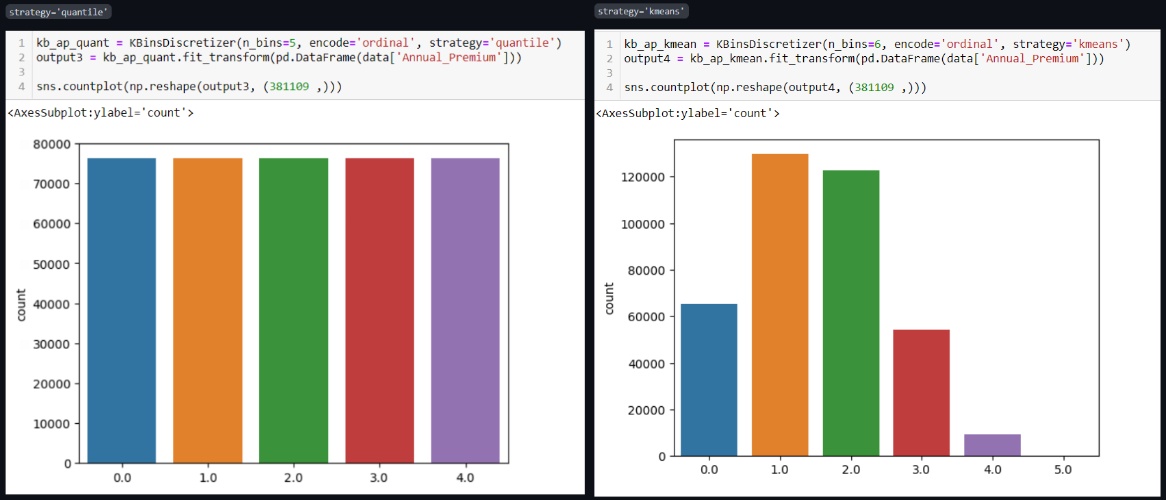 strategy='quantile'
1 kb_ap_quant = KBinsDiscretizer(n_bins=5, encode='ordinal', strategy='quantile')
2 output3 = kb_ap_quant.fit_transform(pd.DataFrame(data['Annual_Premium']))
3
4 sns.countplot(np.reshape(output3, (381109 ,)))
<AxesSubplot:ylabel='count'>
80000
70000
60000
50000
40000
30000
20000
10000
0
count
0.0 1.0 2.0 3.0 4.0
strategy='kmeans'
1 kb_ap_kmean = KBinsDiscretizer(n_bins=6, encode='ordinal', strategy='kmeans')
2 output4 = kb_ap_kmean.fit_transform(pd.DataFrame(data['Annual_Premium']))
3
4 sns.countplot(np.reshape(output4, (381109 ,)))
<AxesSubplot:ylabel='count'>
120000
100000
80000
60000
40000
20000
0
count
0.0 1.0 2.0 3.0 4.0 5.0